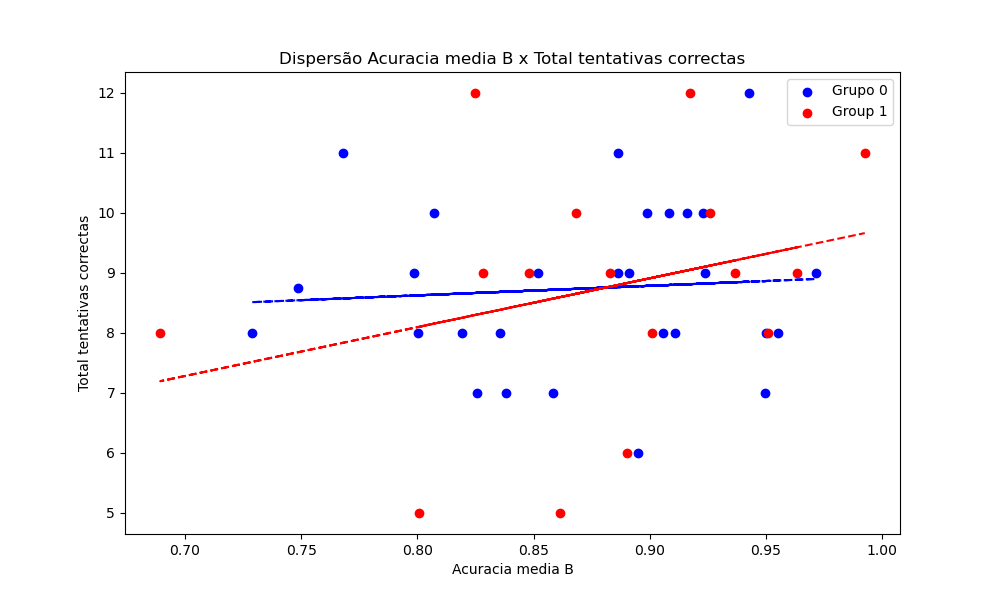 Dispersão Acuracia media B x Total tentativas correctas
Grupo 0
Group 1
12
11
10
9
8
7
6
5
Total tentativas correctas
0.70 0.75 0.80 0.85 0.90 0.95 1.00
Acuracia media B